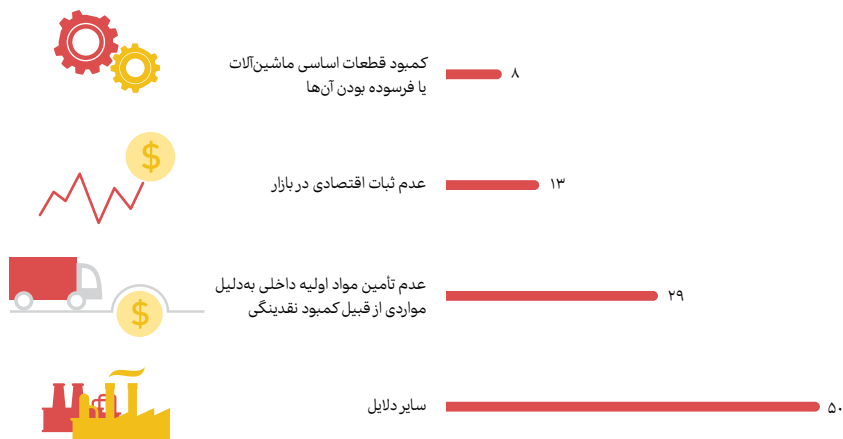 کمبود قطعات اساسی ماشین‌آلات
یا فرسوده بودن آن‌ها
۸
$
عدم ثبات اقتصادی در بازار
۱۳
عدم تأمین مواد اولیه داخلی به‌دلیل
مواردی از قبیل کمبود نقدینگی
۲۹
$
سایر دلایل
۵۰